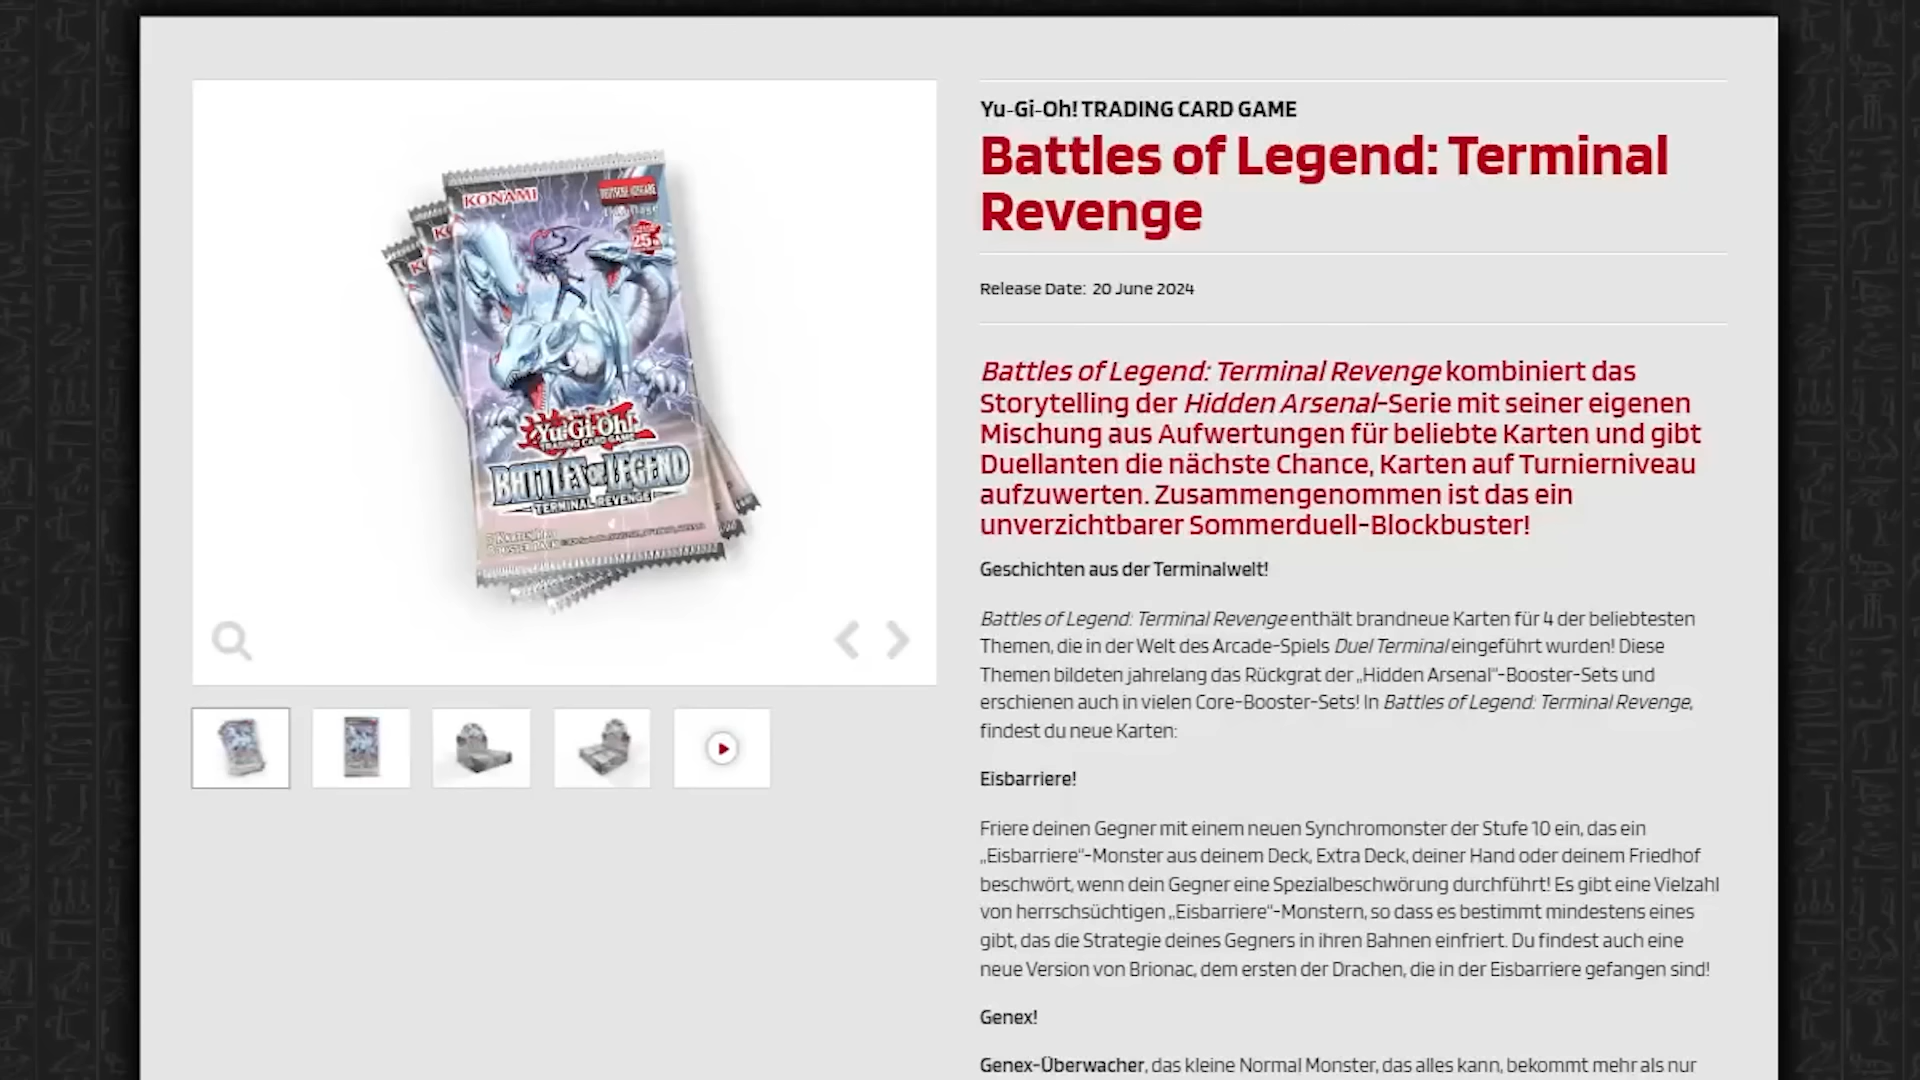 Yu-Gi-Oh! TRADING CARD GAME
Battles of Legend: Terminal
Revenge
Release Date: 20 June 2024
Battles of Legend: Terminal Revenge kombiniert das
Storytelling der Hidden Arsenal-Serie mit seiner eigenen
Mischung aus Aufwertungen für beliebte Karten und gibt
Duellanten die nächste Chance, Karten auf Turnierniveau
aufzuwerten. Zusammengenommen ist das ein
unverzichtbarer Sommerduell-Blockbuster!
Geschichten aus der Terminalwelt!
Battles of Legend: Terminal Revenge enthält brandneue Karten für 4 der beliebtesten
Themen, die in der Welt des Arcade-Spiels Duel Terminal eingeführt wurden! Diese
Themen bildeten jahrelang das Rückgrat der „Hidden Arsenal“-Booster-Sets und
erschienen auch in vielen Core-Booster-Sets! In Battles of Legend: Terminal Revenge,
findest du neue Karten:
Eisbarriere!
Friere deinen Gegner mit einem neuen Synchromonster der Stufe 10 ein, das ein
„Eisbarriere“-Monster aus deinem Deck, Extra Deck, deiner Hand oder deinem Friedhof
beschwört, wenn dein Gegner eine Spezialbeschwörung durchführt! Es gibt eine Vielzahl
von herrschsüchtigen „Eisbarriere“-Monstern, so dass es bestimmt mindestens eines
gibt, das die Strategie deines Gegners in ihren Bahnen einfriert. Du findest auch eine
neue Version von Brionac, dem ersten der Drachen, die in der Eisbarriere gefangen sind!
Genex!
Genex-Überwacher, das kleine Normal Monster, das alles kann, bekommt mehr als nur
KONAMI
DEUTSCHE AUSGABE
25
Yu-Gi-Oh!
TRADING CARD GAME
BATTLES OF LEGEND
TERMINAL REVENGE